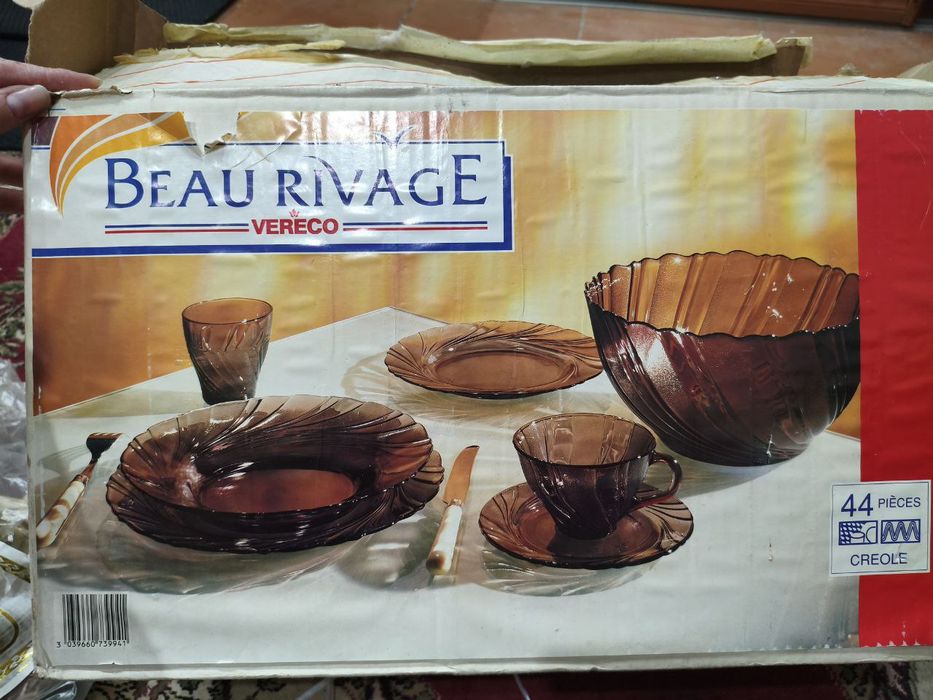 BEAU RIVAGE
VERECO
44 PIÈCES
CREOLE
3 039660 739941